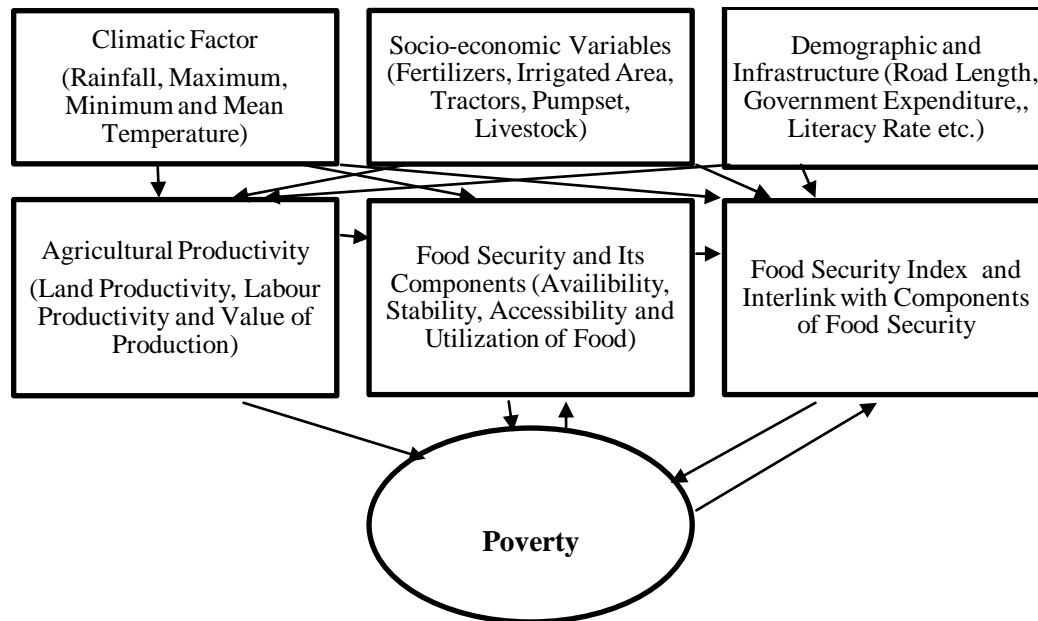 Climatic Factor
(Rainfall, Maximum,
Minimum and Mean
Temperature)
Socio-economic Variables
(Fertilizers, Irrigated Area,
Tractors, Pumpset,
Livestock)
Demographic and
Infrastructure (Road Length,
Government Expenditure,,
Literacy Rate etc.)
Agricultural Productivity
(Land Productivity, Labour
Productivity and Value of
Production)
Food Security and Its
Components (Availibility,
Stability, Accessibility and
Utilization of Food)
Food Security Index and
Interlink with Components
of Food Security
Poverty